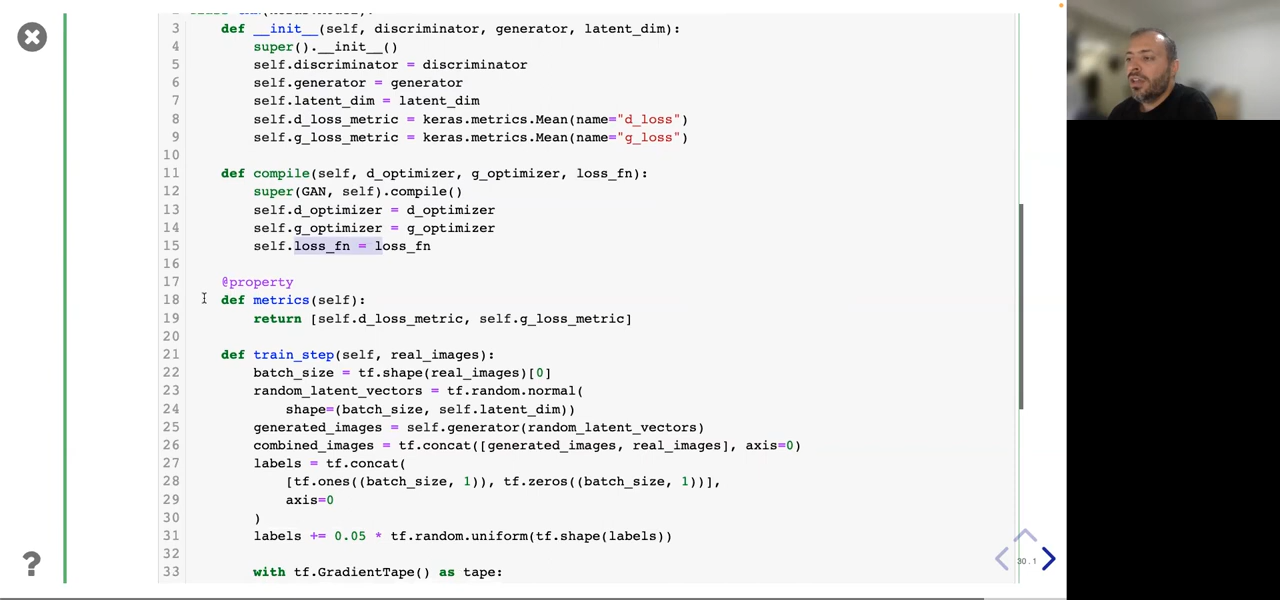 3 def __init__(self, discriminator, generator, latent_dim):
4 super().__init__()
5 self.discriminator = discriminator
6 self.generator = generator
7 self.latent_dim = latent_dim
8 self.d_loss_metric = keras.metrics.Mean(name="d_loss")
9 self.g_loss_metric = keras.metrics.Mean(name="g_loss")
10
11 def compile(self, d_optimizer, g_optimizer, loss_fn):
12 super(GAN, self).compile()
13 self.d_optimizer = d_optimizer
14 self.g_optimizer = g_optimizer
15 self.loss_fn = loss_fn
16
17 @property
18 def metrics(self):
19 return [self.d_loss_metric, self.g_loss_metric]
20
21 def train_step(self, real_images):
22 batch_size = tf.shape(real_images)[0]
23 random_latent_vectors = tf.random.normal(
24 shape=(batch_size, self.latent_dim))
25 generated_images = self.generator(random_latent_vectors)
26 combined_images = tf.concat([generated_images, real_images], axis=0)
27 labels = tf.concat(
28 [tf.ones((batch_size, 1)), tf.zeros((batch_size, 1))],
29 axis=0
30 )
31 labels += 0.05 * tf.random.uniform(tf.shape(labels))
32
33 with tf.GradientTape() as tape:
30.1
?